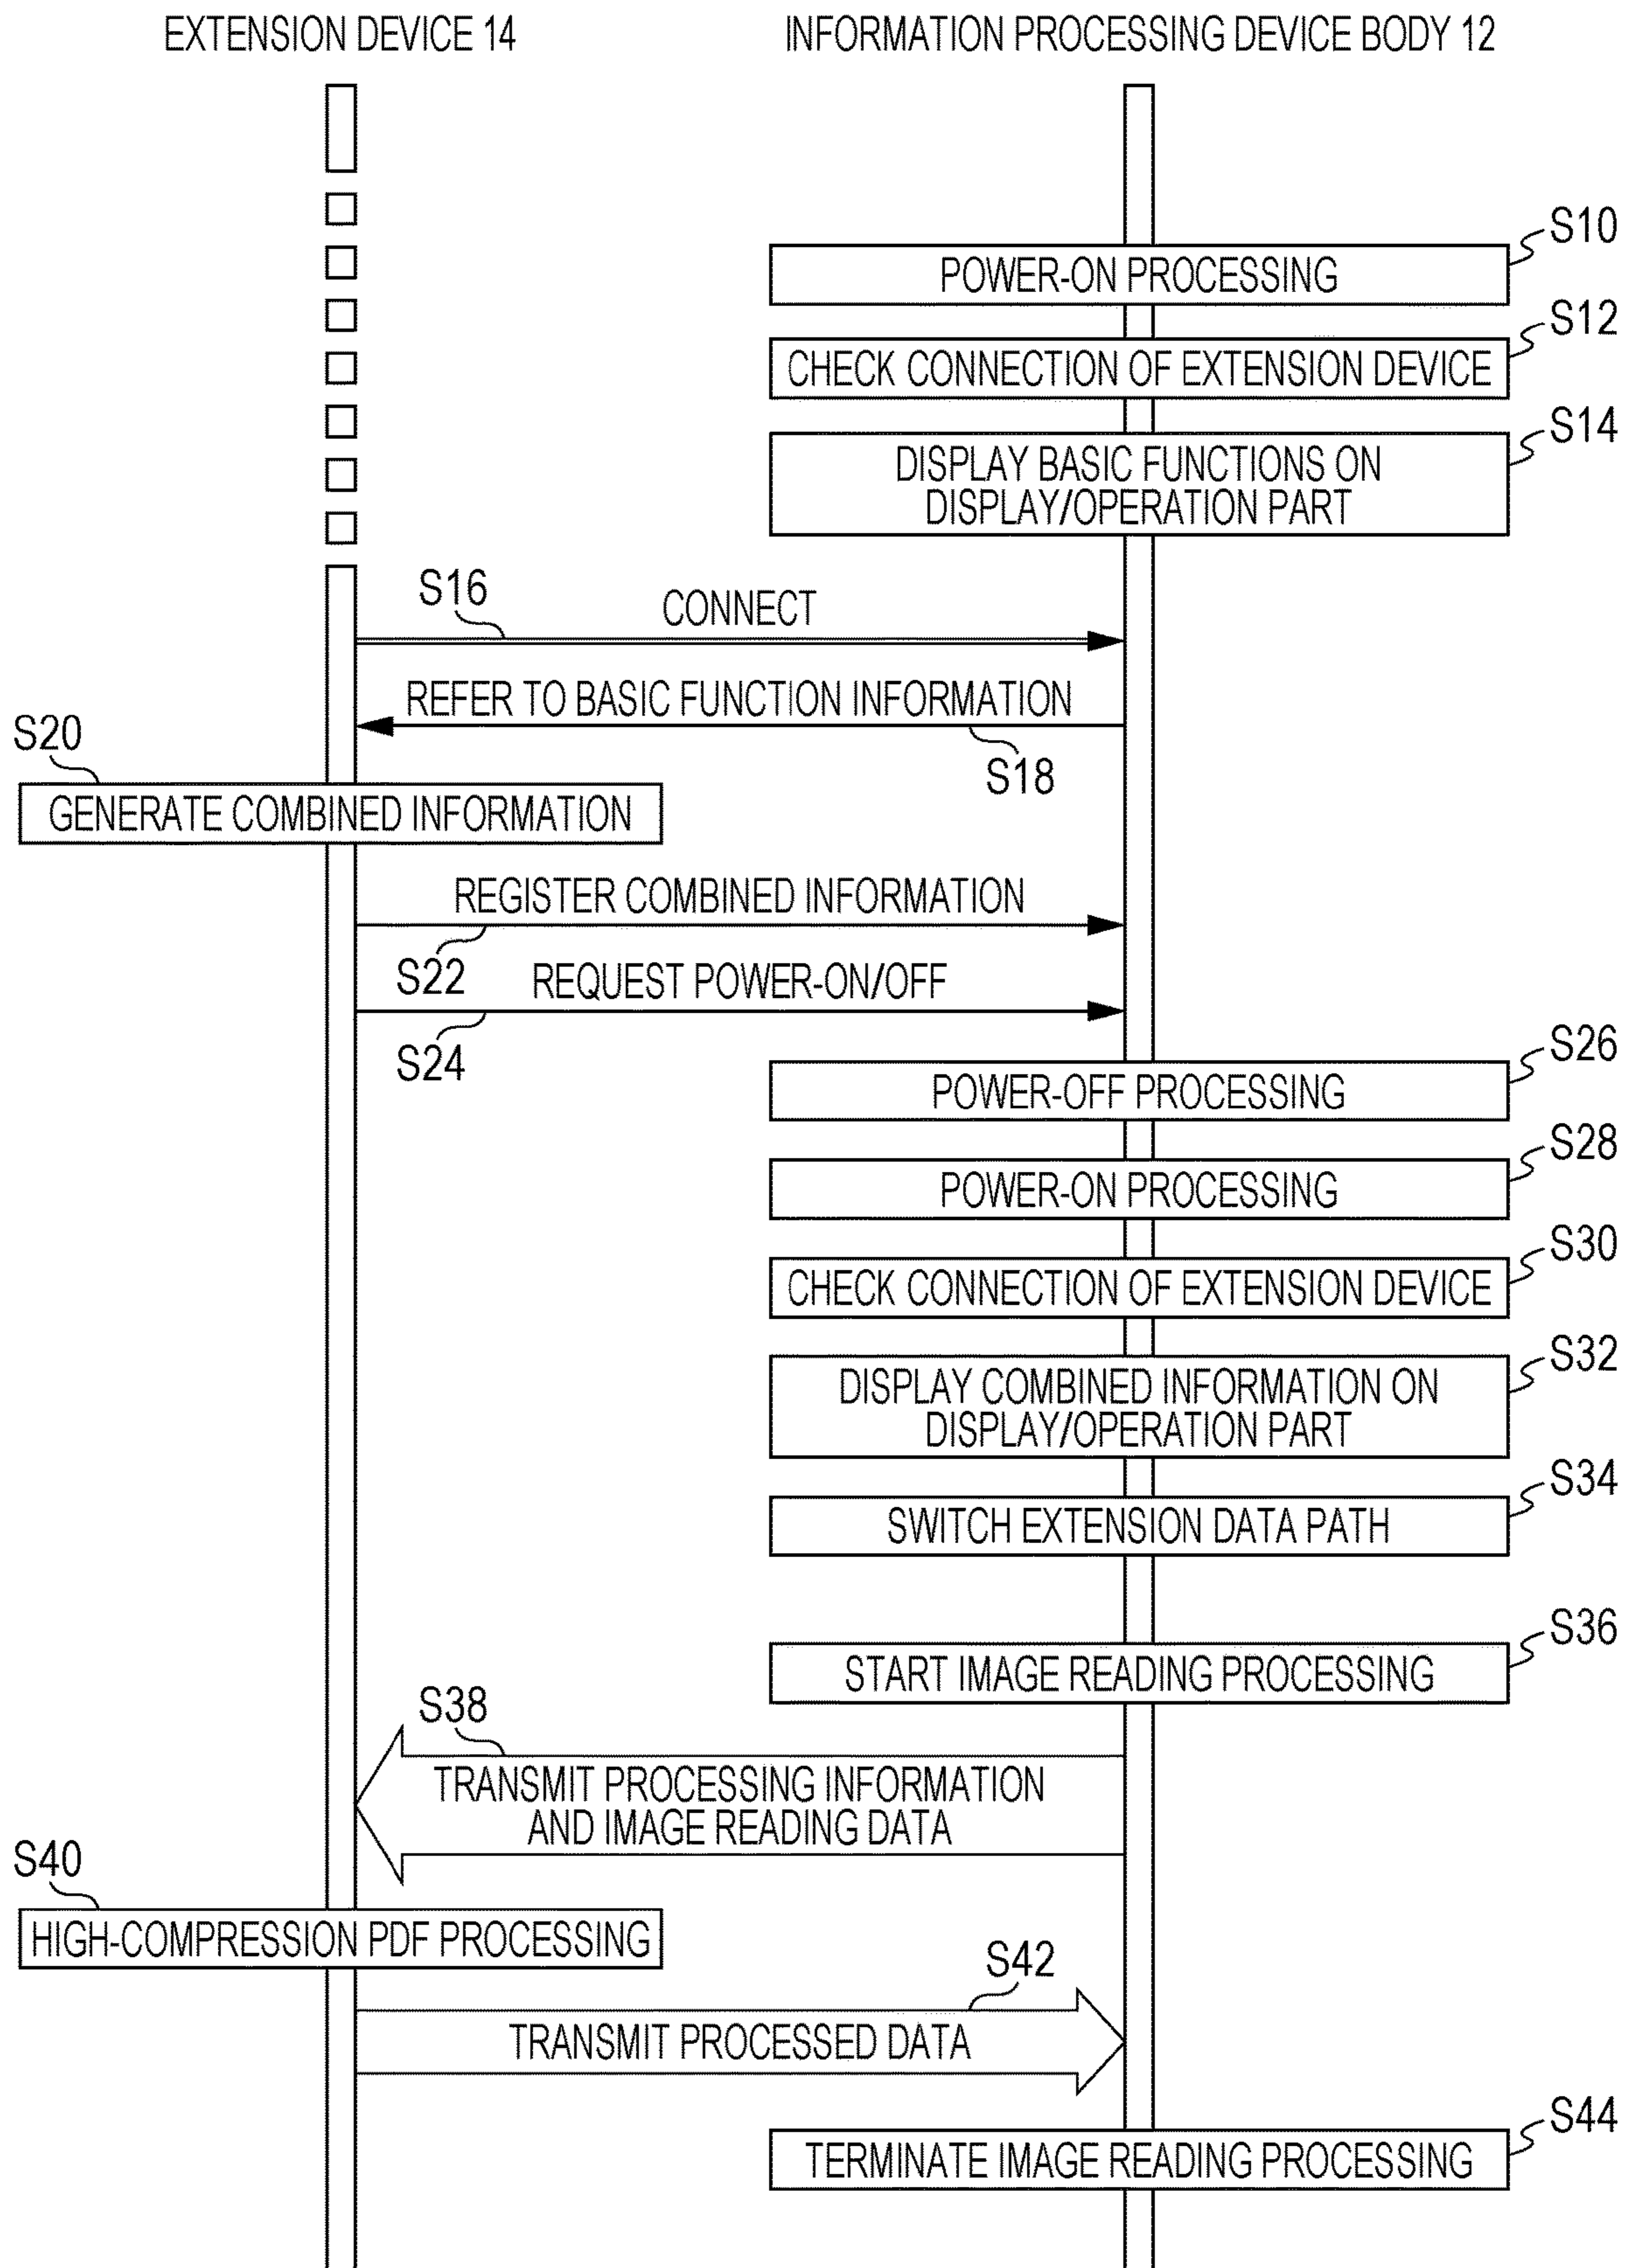 EXTENSION DEVICE 14
INFORMATION PROCESSING DEVICE BODY 12
S10
POWER-ON PROCESSING
S12
CHECK CONNECTION OF EXTENSION DEVICE
S14
DISPLAY BASIC FUNCTIONS ON
DISPLAY/OPERATION PART
S16
CONNECT
REFER TO BASIC FUNCTION INFORMATION
S18
S20
GENERATE COMBINED INFORMATION
REGISTER COMBINED INFORMATION
S22
REQUEST POWER-ON/OFF
S24
S26
POWER-OFF PROCESSING
S28
POWER-ON PROCESSING
S30
CHECK CONNECTION OF EXTENSION DEVICE
S32
DISPLAY COMBINED INFORMATION ON
DISPLAY/OPERATION PART
S34
SWITCH EXTENSION DATA PATH
S36
START IMAGE READING PROCESSING
S38
TRANSMIT PROCESSING INFORMATION
AND IMAGE READING DATA
S40
HIGH-COMPRESSION PDF PROCESSING
S42
TRANSMIT PROCESSED DATA
S44
TERMINATE IMAGE READING PROCESSING